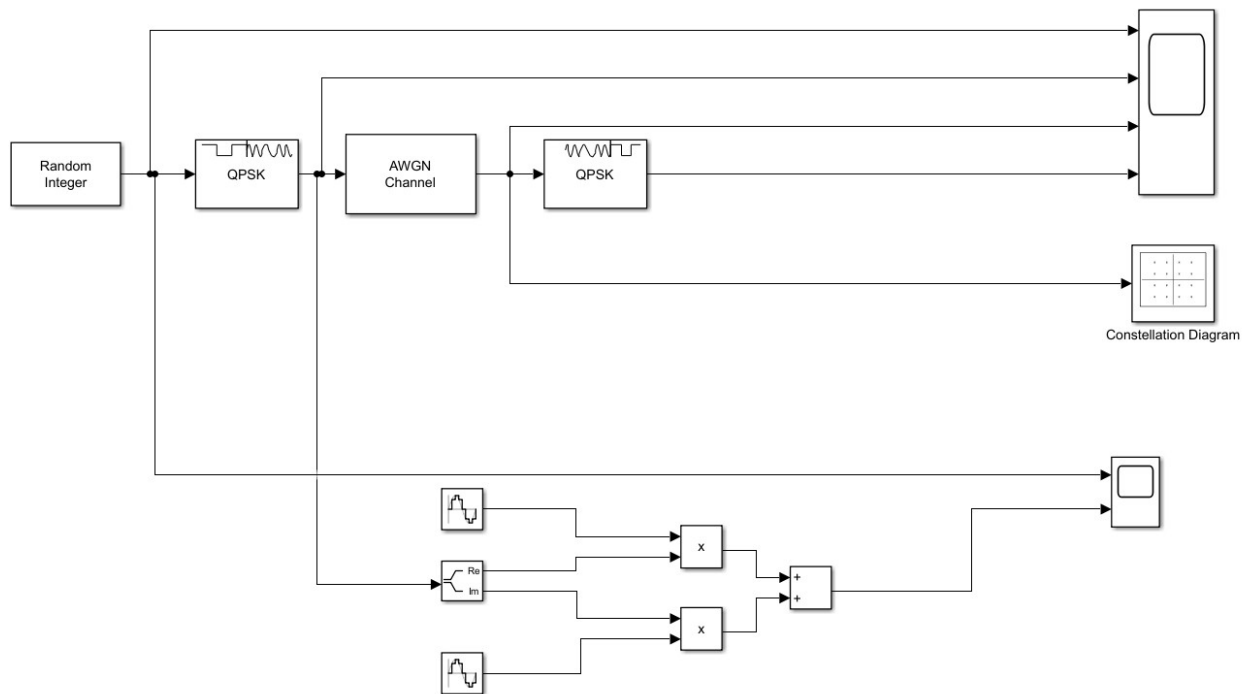 Random
Integer
QPSK
AWGN
Channel
QPSK
Constellation Diagram
Re
Im
x
x
+
+